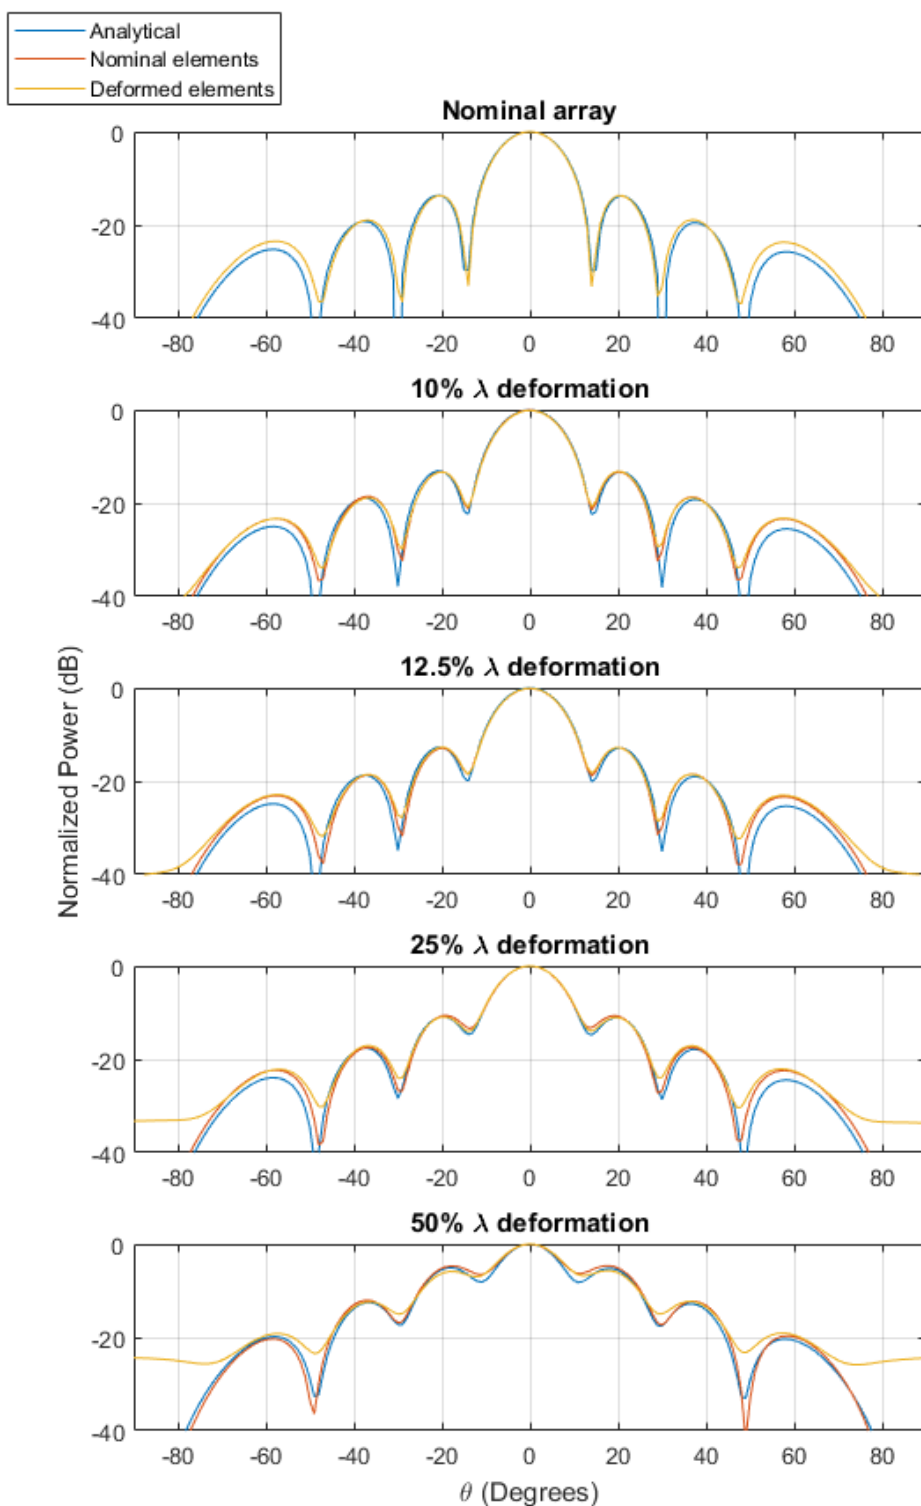 Analytical
Nominal elements
Deformed elements
Nominal array
0
-20
-40
-80 -60 -40 -20 0 20 40 60 80
10% λ deformation
0
-20
-40
-80 -60 -40 -20 0 20 40 60 80
Normalized Power (dB)
12.5% λ deformation
0
-20
-40
-80 -60 -40 -20 0 20 40 60 80
25% λ deformation
0
-20
-40
-80 -60 -40 -20 0 20 40 60 80
50% λ deformation
0
-20
-40
-80 -60 -40 -20 0 20 40 60 80
θ (Degrees)